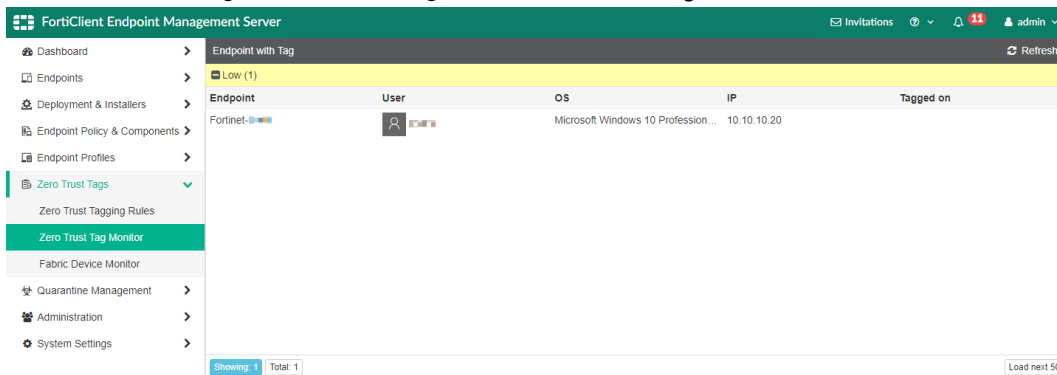 FortiClient Endpoint Management Server
Invitations
11
admin
Dashboard
Endpoints
Deployment & Installers
Endpoint Policy & Components
Endpoint Profiles
Zero Trust Tags
Zero Trust Tagging Rules
Zero Trust Tag Monitor
Fabric Device Monitor
Quarantine Management
Administration
System Settings
Endpoint with Tag
Refresh
Low (1)
Endpoint User OS IP Tagged on
Fortinet- Microsoft Windows 10 Profession... 10.10.10.20
Showing: 1 Total: 1
Load next 50